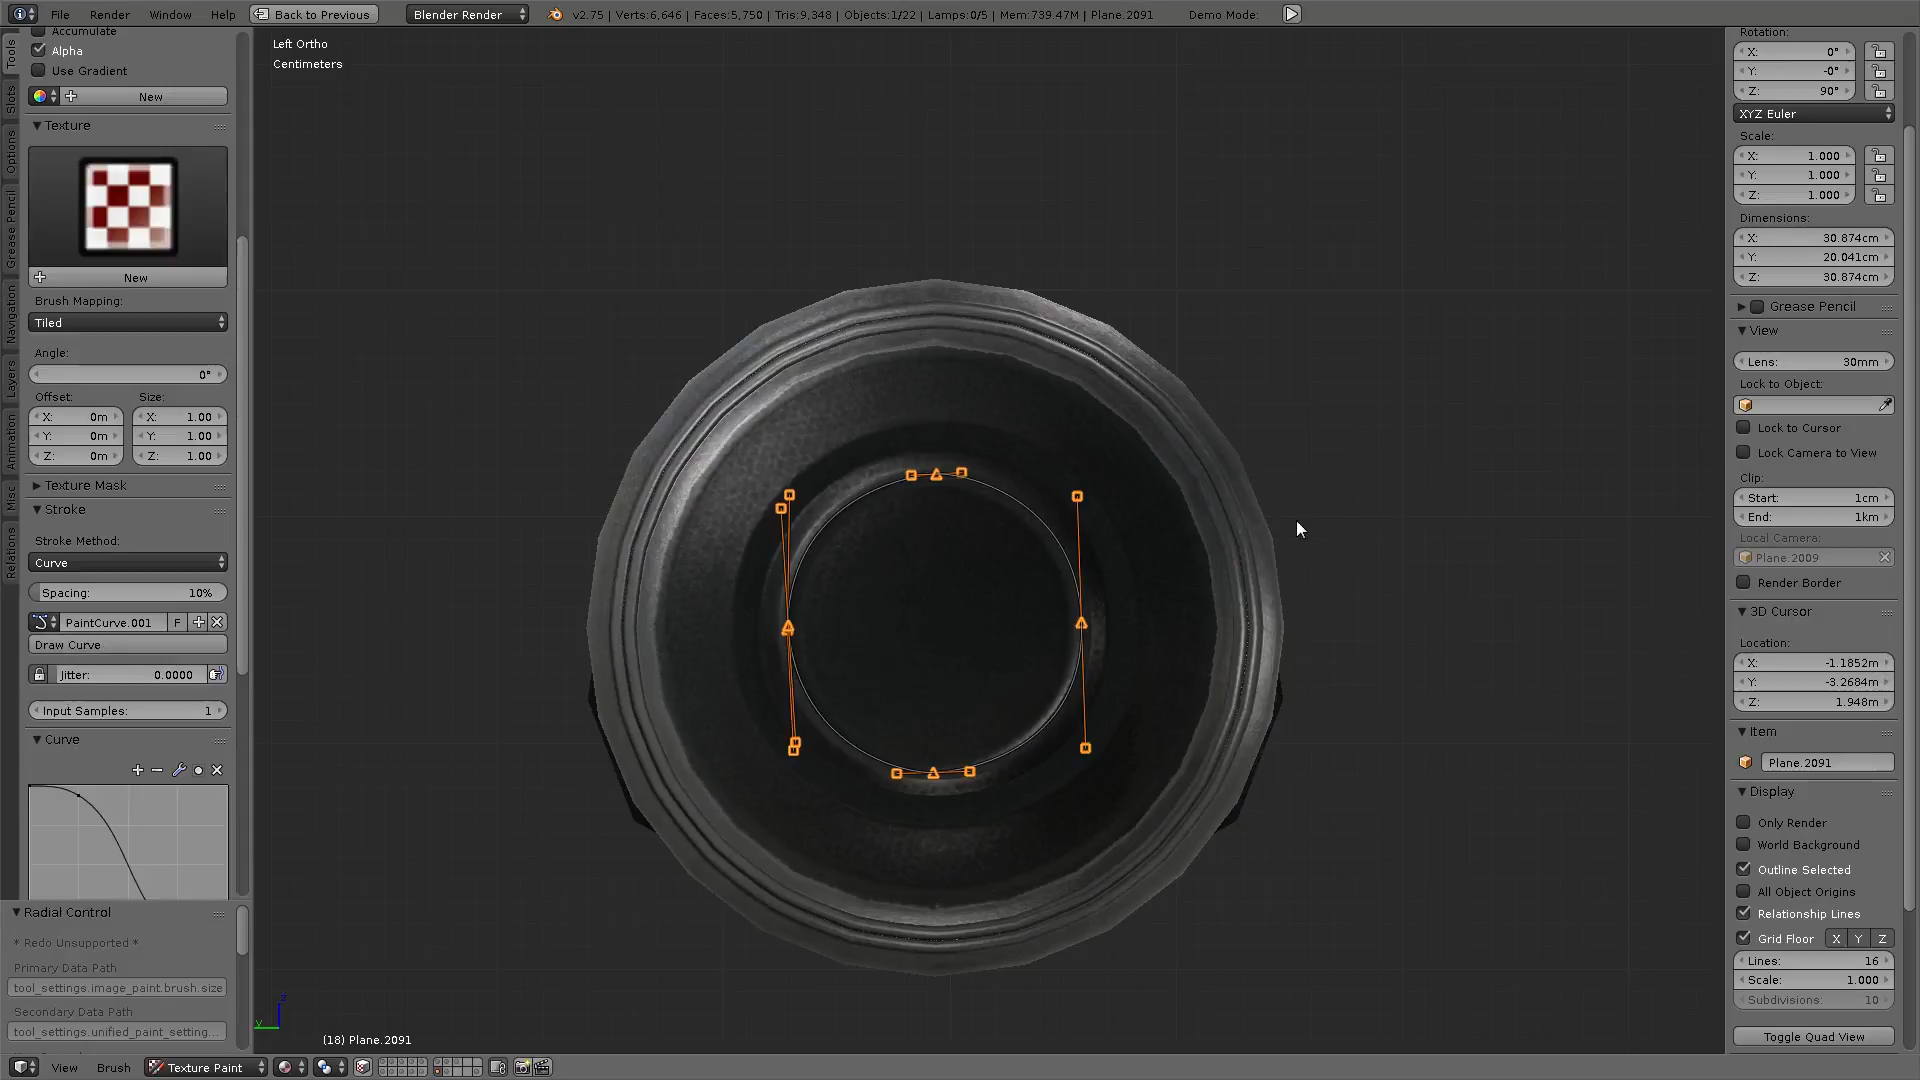 File Render Window Help Back to Previous Blender Render v2.75 | Verts:6,646 | Faces:5,750 | Tris:9,348 | Objects:1/22 | Lamps:0/5 | Mem:739.47M | Plane.2091 Demo Mode:
Tools
Slots
Options
Grease Pencil
Navigation
Layers
Animation
Misc
Relations
Accumulate
Alpha
Use Gradient
New
Texture
New
Brush Mapping:
Tiled
Angle:
0°
Offset: Size:
X: 0m X: 1.00
Y: 0m Y: 1.00
Z: 0m Z: 1.00
Texture Mask
Stroke
Stroke Method:
Curve
Spacing: 10%
PaintCurve.001 F
Draw Curve
Jitter: 0.0000
Input Samples: 1
Curve
Radial Control
* Redo Unsupported *
Primary Data Path
tool_settings.image_paint.brush.size
Secondary Data Path
tool_settings.unified_paint_setting...
Left Ortho
Centimeters
z
y
(18) Plane.2091
View Brush Texture Paint
Rotation:
X: 0°
Y: -0°
Z: 90°
XYZ Euler
Scale:
X: 1.000
Y: 1.000
Z: 1.000
Dimensions:
X: 30.874cm
Y: 20.041cm
Z: 30.874cm
Grease Pencil
View
Lens: 30mm
Lock to Object:
Lock to Cursor
Lock Camera to View
Clip:
Start: 1cm
End: 1km
Local Camera:
Plane.2009
Render Border
3D Cursor
Location:
X: -1.1852m
Y: -3.2684m
Z: 1.948m
Item
Plane.2091
Display
Only Render
World Background
Outline Selected
All Object Origins
Relationship Lines
Grid Floor X Y Z
Lines: 16
Scale: 1.000
Subdivisions: 10
Toggle Quad View